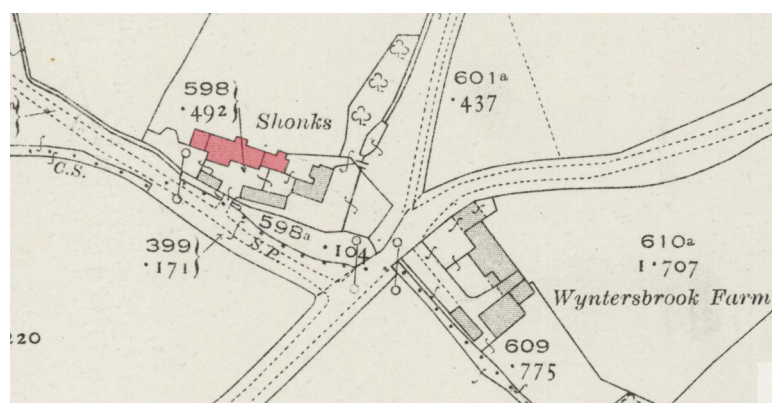 601ᵃ
·437
598
·492
Shonks
C.S.
598ᵃ
·104
S.P.
399
·171
610ᵃ
1·707
Wyntersbrook Farm
220
609
·775